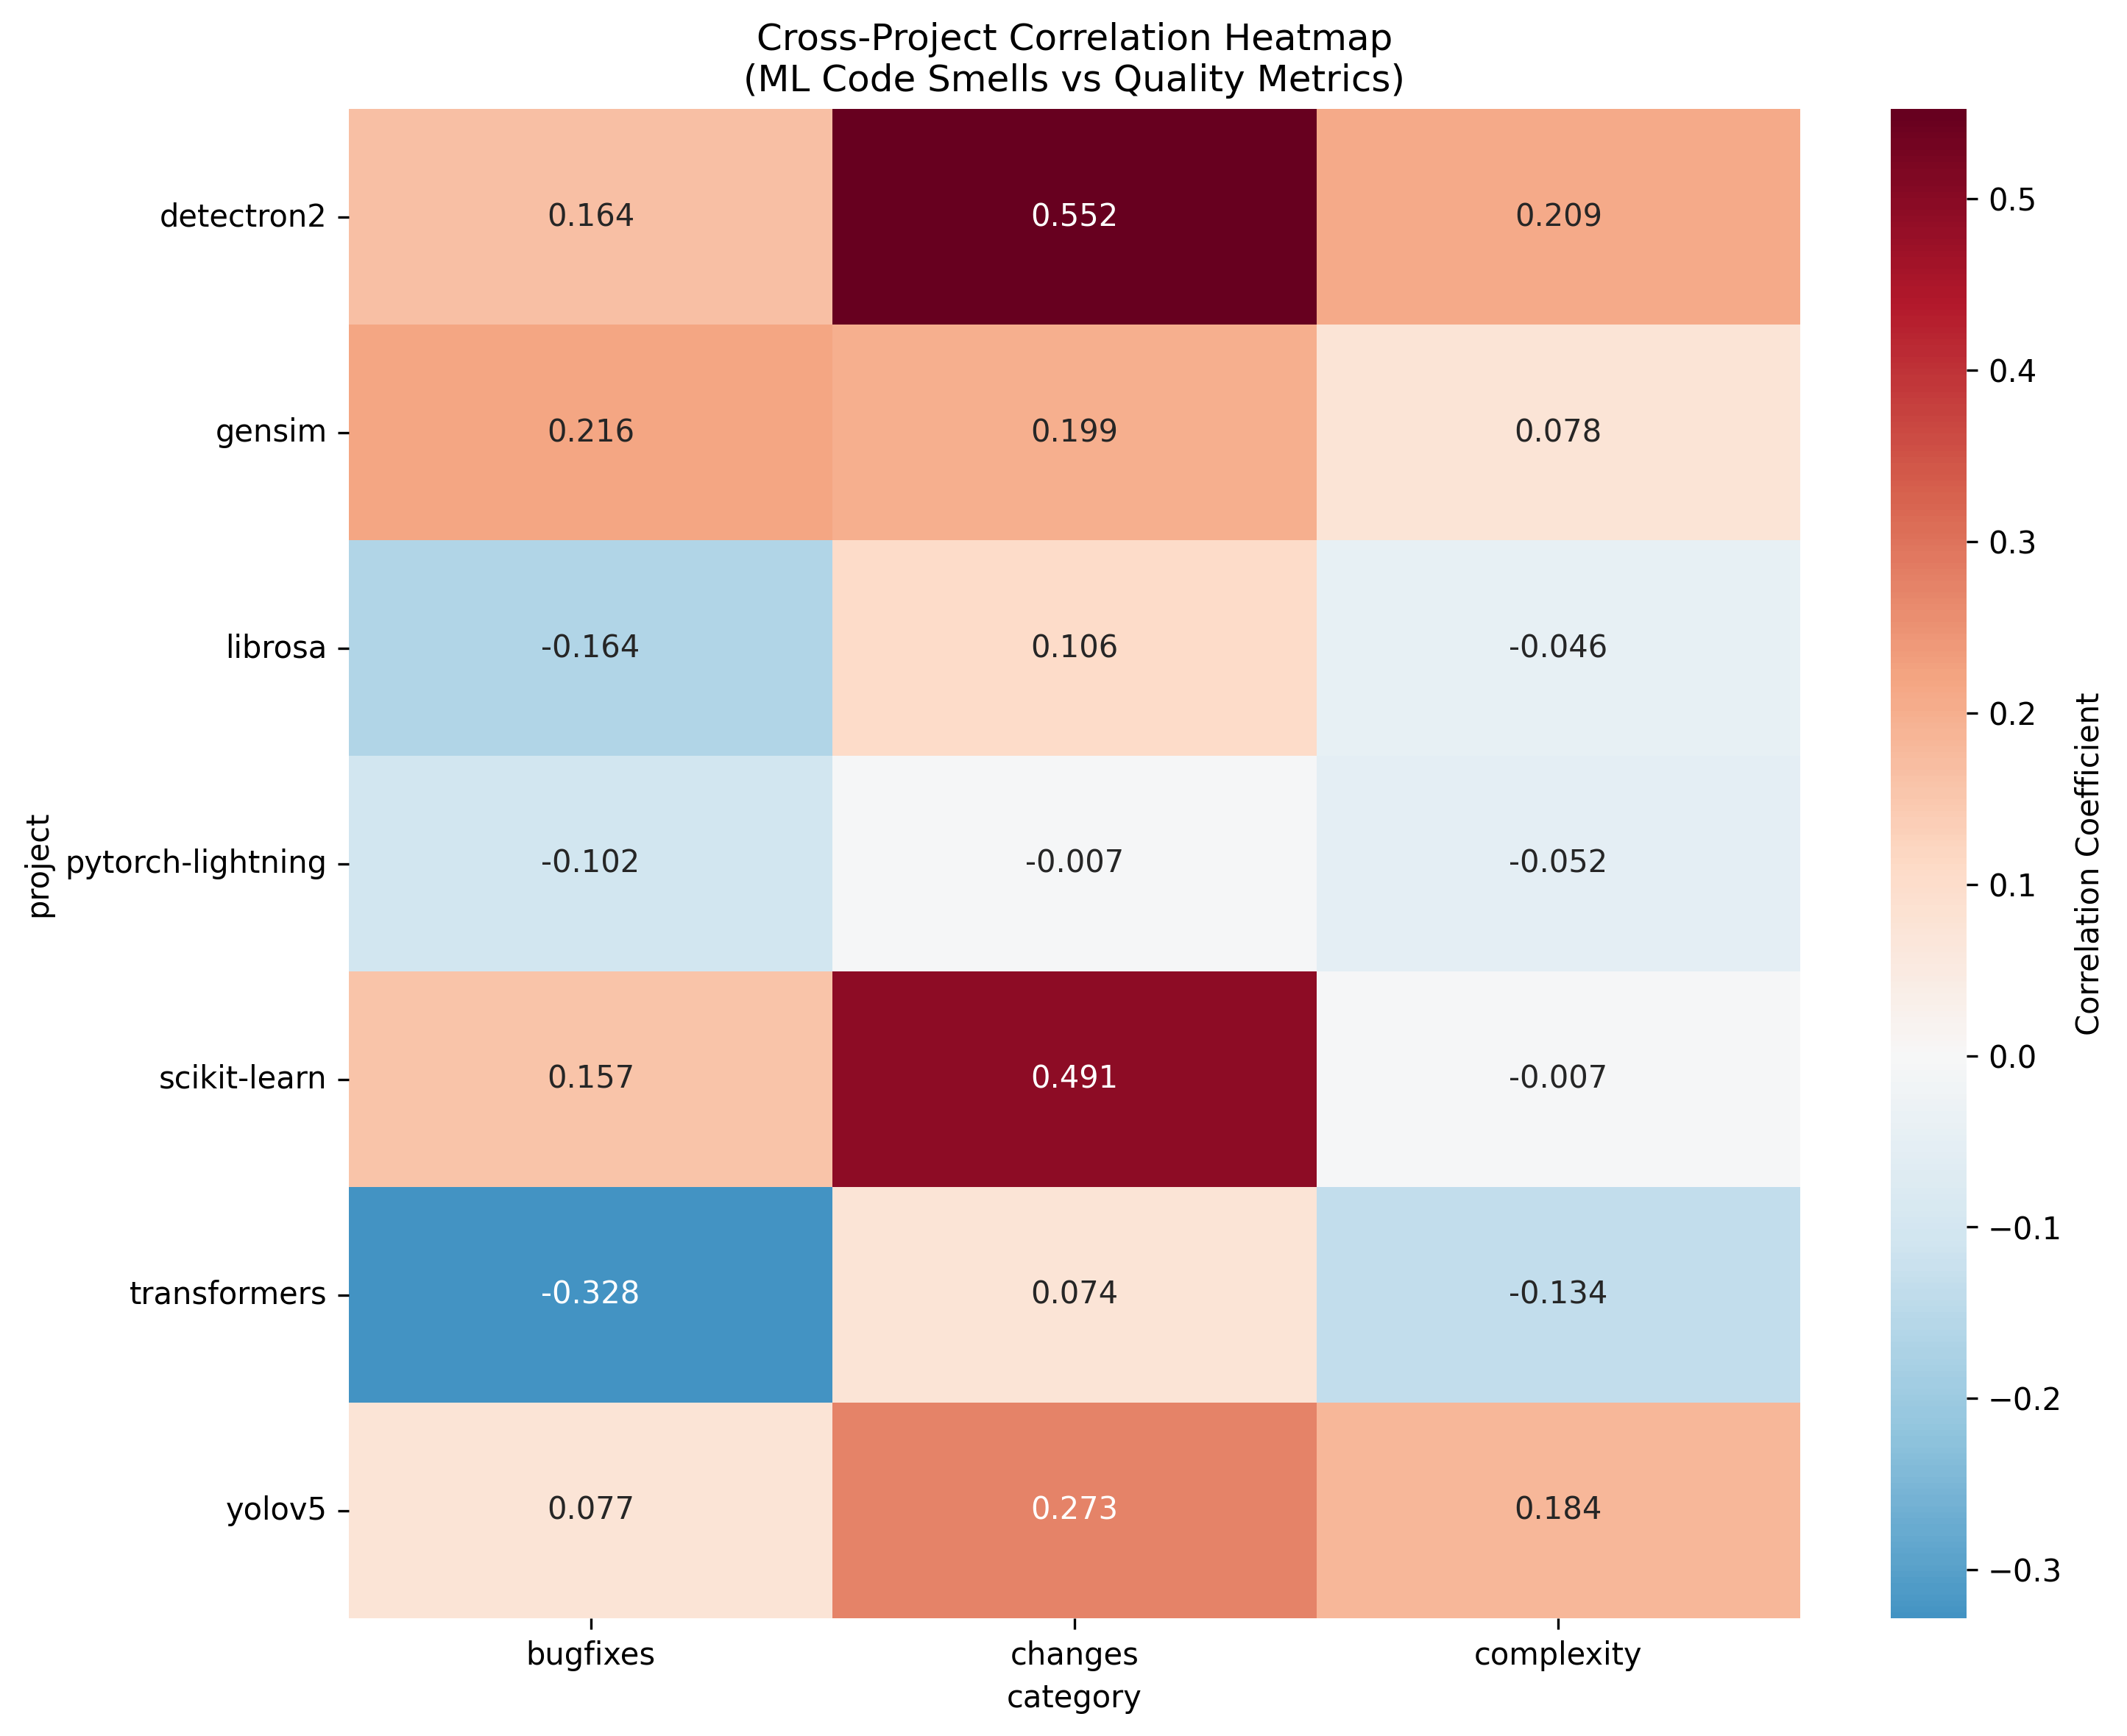 Cross-Project Correlation Heatmap
(ML Code Smells vs Quality Metrics)
project
detectron2 0.164 0.552 0.209
gensim 0.216 0.199 0.078
librosa -0.164 0.106 -0.046
pytorch-lightning -0.102 -0.007 -0.052
scikit-learn 0.157 0.491 -0.007
transformers -0.328 0.074 -0.134
yolov5 0.077 0.273 0.184
bugfixes changes complexity
category
0.5
0.4
0.3
0.2
0.1
0.0
−0.1
−0.2
−0.3
Correlation Coefficient